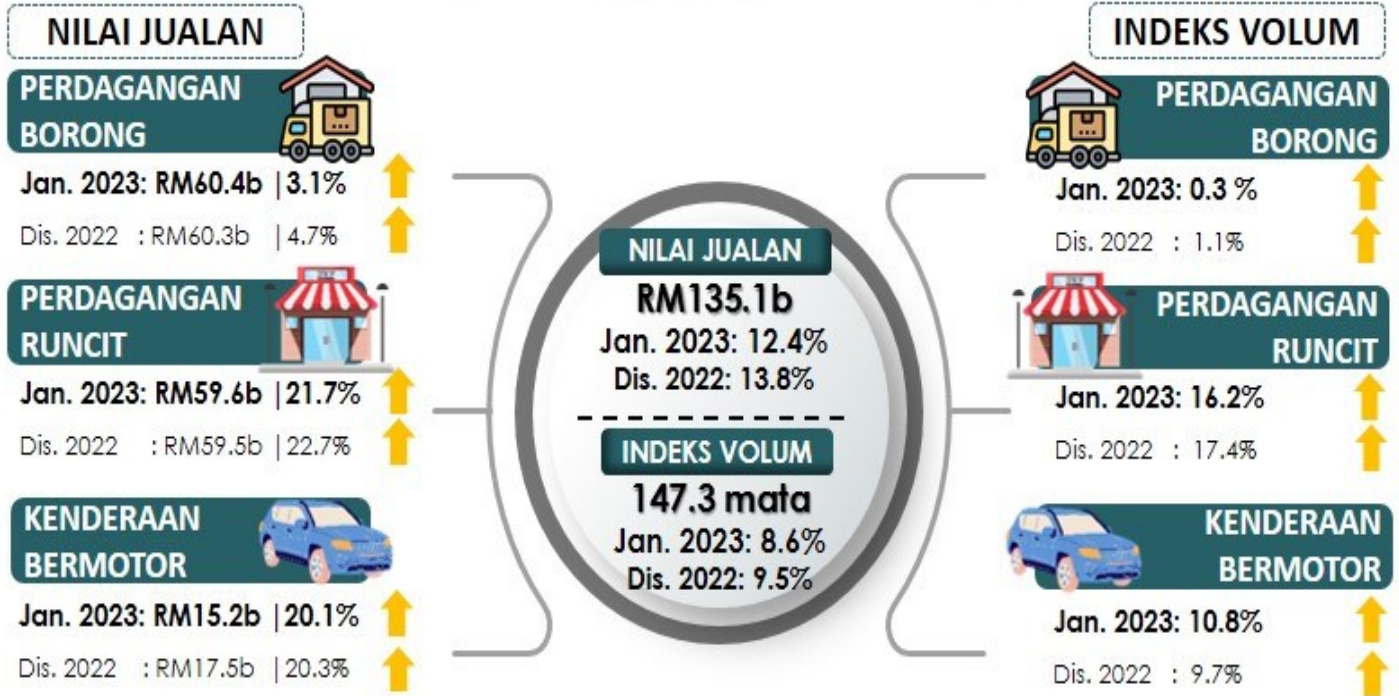 NILAI JUALAN
PERDAGANGAN
BORONG
Jan. 2023: RM60.4b | 3.1%
Dis. 2022 : RM60.3b | 4.7%
PERDAGANGAN
RUNCIT
Jan. 2023: RM59.6b | 21.7%
Dis. 2022 : RM59.5b | 22.7%
KENDERAAN
BERMOTOR
Jan. 2023: RM15.2b | 20.1%
Dis. 2022 : RM17.5b | 20.3%
NILAI JUALAN
RM135.1b
Jan. 2023: 12.4%
Dis. 2022: 13.8%
INDEKS VOLUM
147.3 mata
Jan. 2023: 8.6%
Dis. 2022: 9.5%
INDEKS VOLUM
PERDAGANGAN
BORONG
Jan. 2023: 0.3 %
Dis. 2022 : 1.1%
PERDAGANGAN
RUNCIT
Jan. 2023: 16.2%
Dis. 2022 : 17.4%
KENDERAAN
BERMOTOR
Jan. 2023: 10.8%
Dis. 2022 : 9.7%